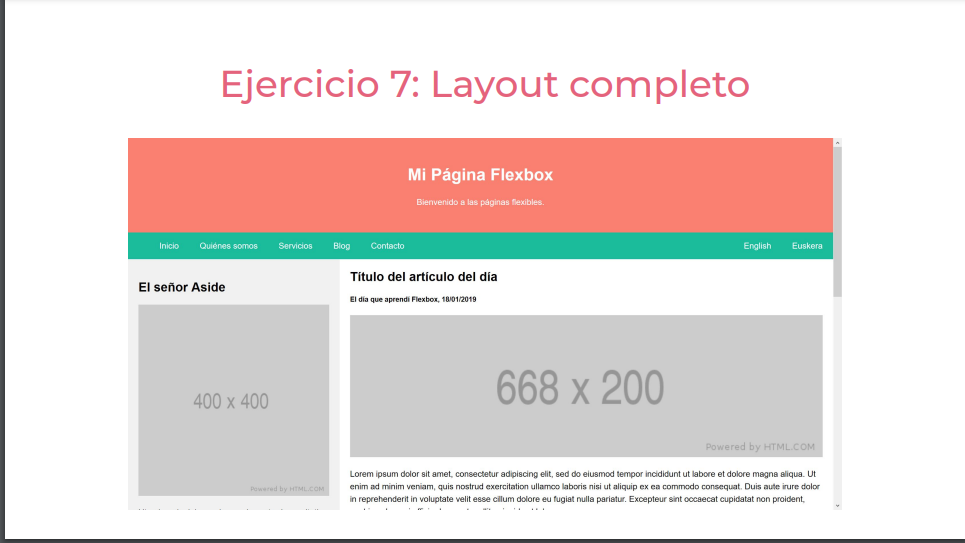 Ejercicio 7: Layout completo
Mi Página Flexbox
Bienvenido a las páginas flexibles.
Inicio Quiénes somos Servicios Blog Contacto English Euskera
El señor Aside
400 x 400
Powered by HTML.COM
Título del artículo del día
El día que aprendí Flexbox, 18/01/2019
668 x 200
Powered by HTML.COM
Lorem ipsum dolor sit amet, consectetur adipiscing elit, sed do eiusmod tempor incididunt ut labore et dolore magna aliqua. Ut
enim ad minim veniam, quis nostrud exercitation ullamco laboris nisi ut aliquip ex ea commodo consequat. Duis aute irure dolor
in reprehenderit in voluptate velit esse cillum dolore eu fugiat nulla pariatur. Excepteur sint occaecat cupidatat non proident,